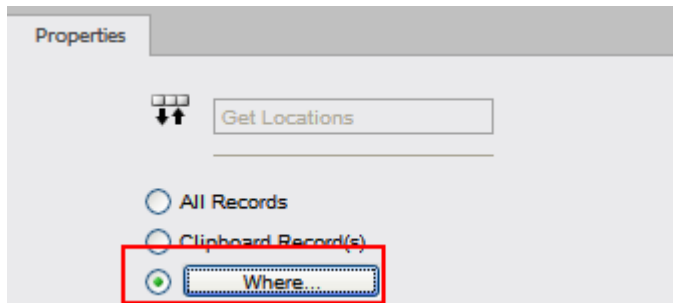 Properties
Get Locations
All Records
Clipboard Record(s)
Where...